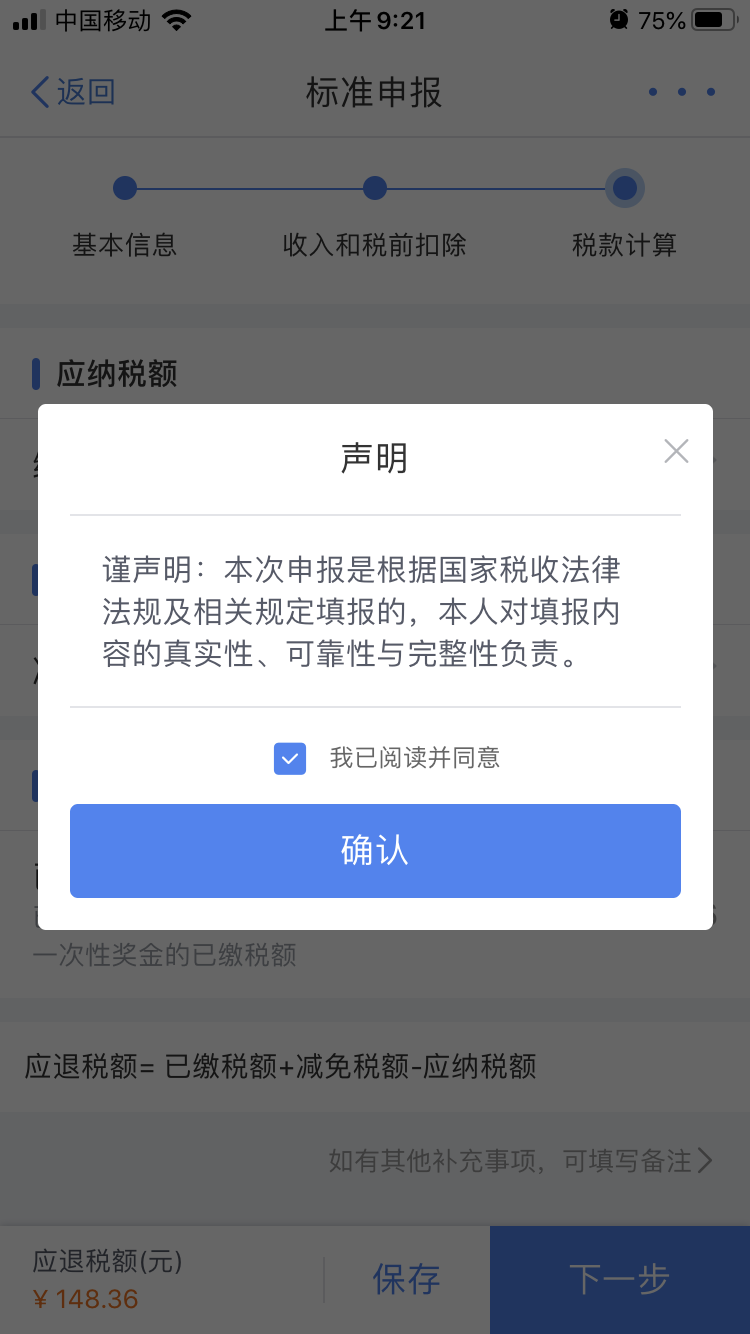 中国移动
上午 9:21
75%
返回
标准申报
基本信息
收入和税前扣除
税款计算
应纳税额
声明
谨声明：本次申报是根据国家税收法律
法规及相关规定填报的，本人对填报内
容的真实性、可靠性与完整性负责。
我已阅读并同意
确认
一次性奖金的已缴税额
应退税额= 已缴税额+减免税额-应纳税额
如有其他补充事项，可填写备注
应退税额(元)
¥ 148.36
保存
下一步